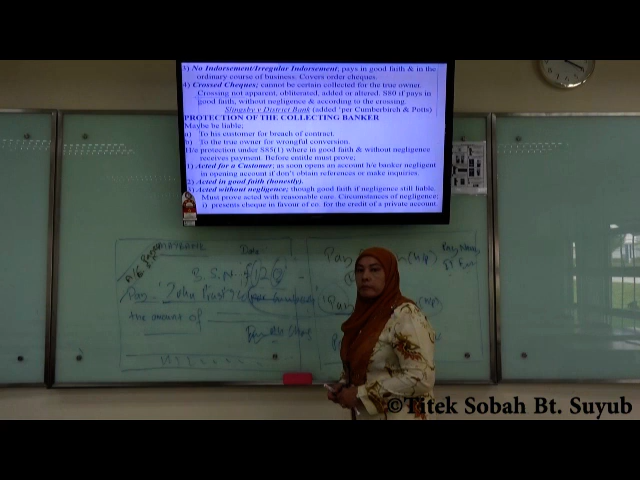 3) No Indorsement/Irregular Indorsement, pays in good faith & in the
ordinary course of business. Covers order cheques.
4) Crossed Cheques; cannot be certain collected for the true owner.
Crossing not apparent, obliterated, added or altered. S80 if pays in
good faith, without negligence & according to the crossing.
Slingsby v District Bank (added 'per Cumberbirch & Potts)
PROTECTION OF THE COLLECTING BANKER
Maybe be liable;
a) To his customer for breach of contract.
b) To the true owner for wrongful conversion.
H/e protection under S85(1) where in good faith & without negligence
receives payment. Before entitle must prove;
1) Acted for a Customer; as soon opens an account h/e banker negligent
in opening account if don't obtain references or make inquiries.
2) Acted in good faith (honestly).
3) Acted without negligence; though good faith if negligence still liable.
Must prove acted with reasonable care. Circumstances of negligence;
i) prevents cheque in favour of co. for the credit of a private account.
Date
Pay
Pay
the amount of
©Titek Sobah Bt. Suyub